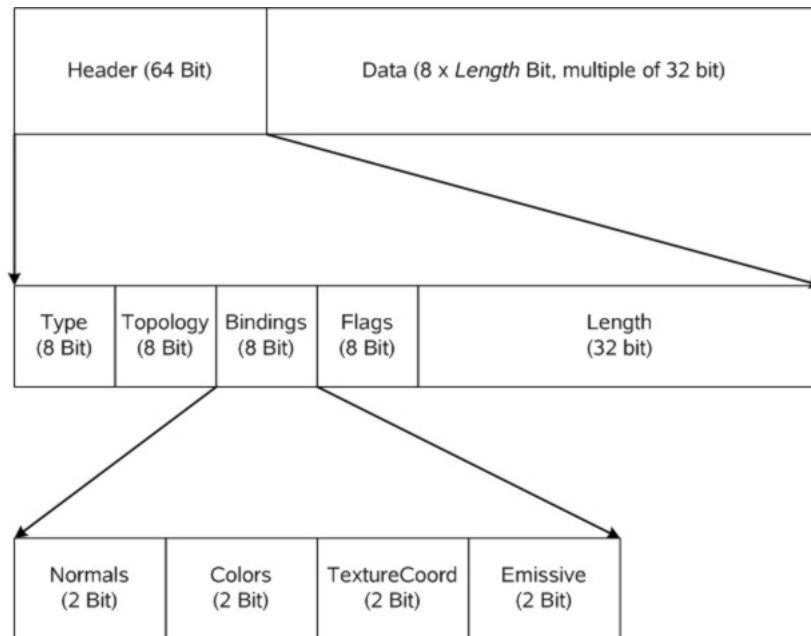 Header (64 Bit)
Data (8 x Length Bit, multiple of 32 bit)
Type
(8 Bit)
Topology
(8 Bit)
Bindings
(8 Bit)
Flags
(8 Bit)
Length
(32 bit)
Normals
(2 Bit)
Colors
(2 Bit)
TextureCoord
(2 Bit)
Emissive
(2 Bit)